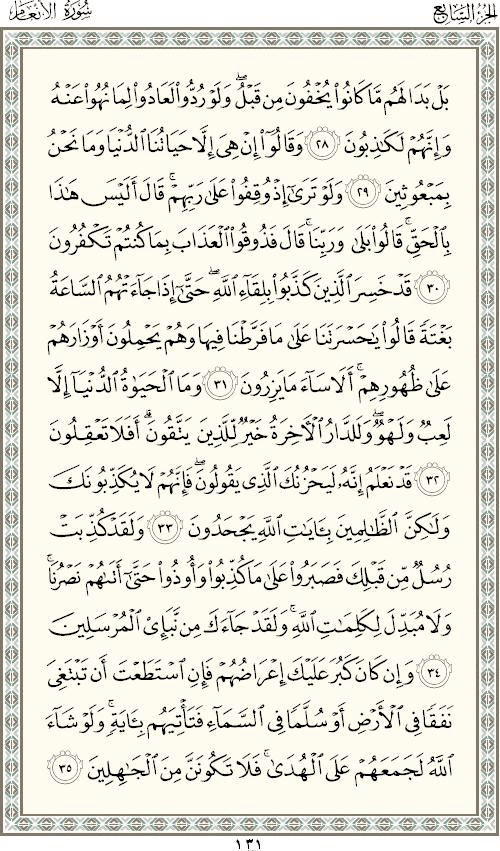 الجزء السابع
سُورَةُ الأَنعَام
بَلْ بَدَا لَهُم مَّا كَانُوا۟ يُخْفُونَ مِن قَبْلُ ۖ وَلَوْ رُدُّوا۟ لَعَادُوا۟ لِمَا نُهُوا۟ عَنْهُ
وَإِنَّهُمْ لَكَـٰذِبُونَ ٢٨ وَقَالُوٓا۟ إِنْ هِىَ إِلَّا حَيَاتُنَا ٱلدُّنْيَا وَمَا نَحْنُ
بِمَبْعُوثِينَ ٢٩ وَلَوْ تَرَىٰٓ إِذْ وُقِفُوا۟ عَلَىٰ رَبِّهِمْ ۚ قَالَ أَلَيْسَ هَـٰذَا
بِٱلْحَقِّ ۚ قَالُوا۟ بَلَىٰ وَرَبِّنَا ۚ قَالَ فَذُوقُوا۟ ٱلْعَذَابَ بِمَا كُنتُمْ تَكْفُرُونَ
٣٠ قَدْ خَسِرَ ٱلَّذِينَ كَذَّبُوا۟ بِلِقَآءِ ٱللَّهِ ۖ حَتَّىٰٓ إِذَا جَآءَتْهُمُ ٱلسَّاعَةُ
بَغْتَةً قَالُوا۟ يَـٰحَسْرَتَنَا عَلَىٰ مَا فَرَّطْنَا فِيهَا وَهُمْ يَحْمِلُونَ أَوْزَارَهُمْ
عَلَىٰ ظُهُورِهِمْ ۚ أَلَا سَآءَ مَا يَزِرُونَ ٣١ وَمَا ٱلْحَيَوٰةُ ٱلدُّنْيَآ إِلَّا
لَعِبٌ وَلَهْوٌ ۖ وَلَلدَّارُ ٱلْـَٔاخِرَةُ خَيْرٌ لِّلَّذِينَ يَتَّقُونَ ۗ أَفَلَا تَعْقِلُونَ
٣٢ قَدْ نَعْلَمُ إِنَّهُۥ لَيَحْزُنُكَ ٱلَّذِى يَقُولُونَ ۖ فَإِنَّهُمْ لَا يُكَذِّبُونَكَ
وَلَـٰكِنَّ ٱلظَّـٰلِمِينَ بِـَٔايَـٰتِ ٱللَّهِ يَجْحَدُونَ ٣٣ وَلَقَدْ كُذِّبَتْ
رُسُلٌ مِّن قَبْلِكَ فَصَبَرُوا۟ عَلَىٰ مَا كُذِّبُوا۟ وَأُوذُوا۟ حَتَّىٰٓ أَتَىٰهُمْ نَصْرُنَا ۚ
وَلَا مُبَدِّلَ لِكَلِمَـٰتِ ٱللَّهِ ۚ وَلَقَدْ جَآءَكَ مِن نَّبَإِى۟ ٱلْمُرْسَلِينَ
٣٤ وَإِن كَانَ كَبُرَ عَلَيْكَ إِعْرَاضُهُمْ فَإِنِ ٱسْتَطَعْتَ أَن تَبْتَغِىَ
نَفَقًا فِى ٱلْأَرْضِ أَوْ سُلَّمًا فِى ٱلسَّمَآءِ فَتَأْتِيَهُم بِـَٔايَةٍ ۚ وَلَوْ شَآءَ
ٱللَّهُ لَجَمَعَهُمْ عَلَى ٱلْهُدَىٰ ۚ فَلَا تَكُونَنَّ مِنَ ٱلْجَـٰهِلِينَ ٣٥
١٣١